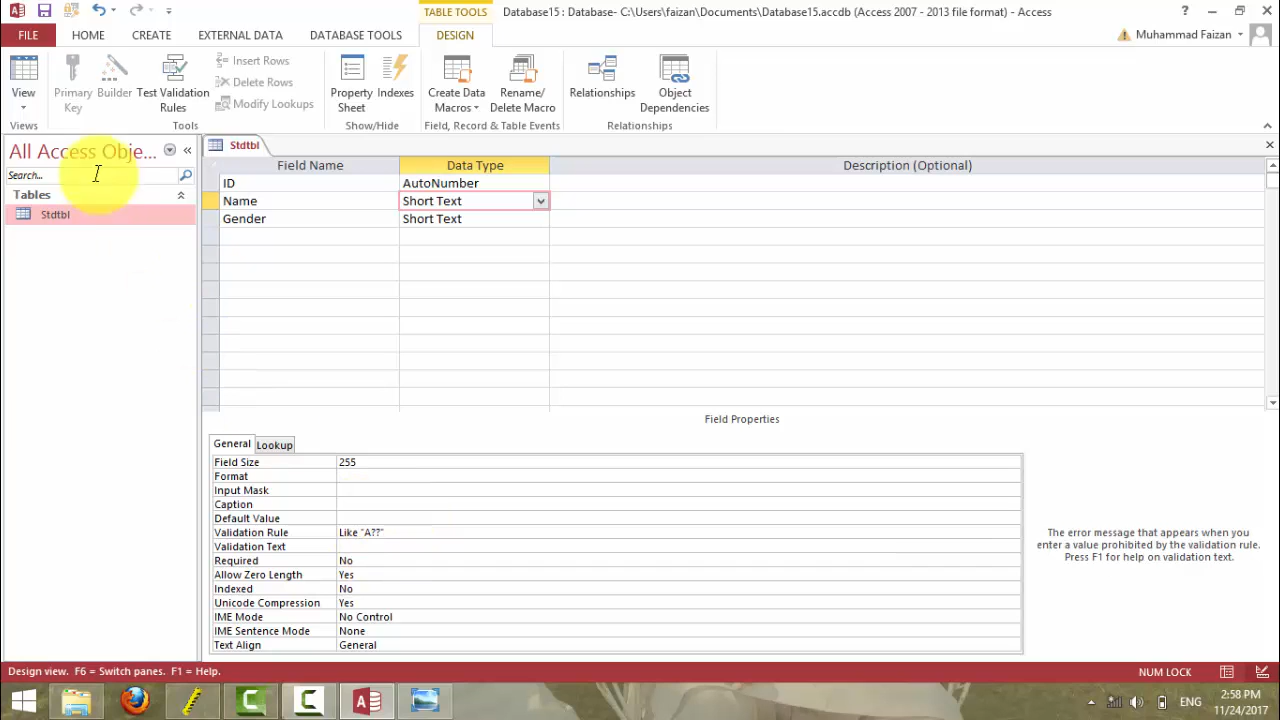 TABLE TOOLS
Database15 : Database- C:\Users\faizan\Documents\Database15.accdb (Access 2007 - 2013 file format) - Access
FILE HOME CREATE EXTERNAL DATA DATABASE TOOLS DESIGN Muhammad Faizan
View
Primary Key
Builder
Test Validation Rules
Insert Rows
Delete Rows
Modify Lookups
Property Sheet
Indexes
Create Data Macros
Rename/ Delete Macro
Relationships
Object Dependencies
Views Tools Show/Hide Field, Record & Table Events Relationships
All Access Obje...
Search...
Tables
Stdtbl
Stdtbl
Field Name Data Type Description (Optional)
ID AutoNumber
Name Short Text
Gender Short Text
Field Properties
General Lookup
Field Size 255
Format
Input Mask
Caption
Default Value
Validation Rule Like "A??"
Validation Text
Required No
Allow Zero Length Yes
Indexed No
Unicode Compression Yes
IME Mode No Control
IME Sentence Mode None
Text Align General
The error message that appears when you
enter a value prohibited by the validation rule.
Press F1 for help on validation text.
Design view. F6 = Switch panes. F1 = Help. NUM LOCK
ENG
2:58 PM
11/24/2017